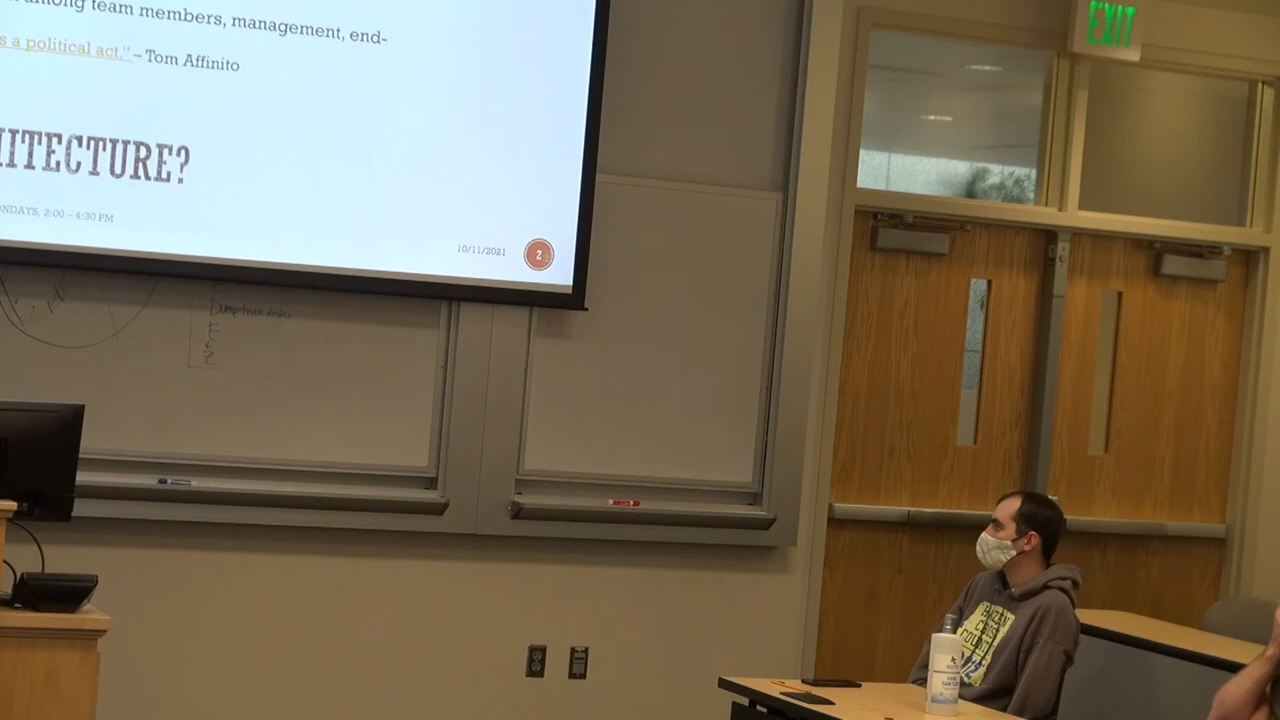 among team members, management, end-
s a political act." – Tom Affinito
HITECTURE?
NDAYS, 2:00 – 4:30 PM
10/11/2021
2
EXIT
E
Z